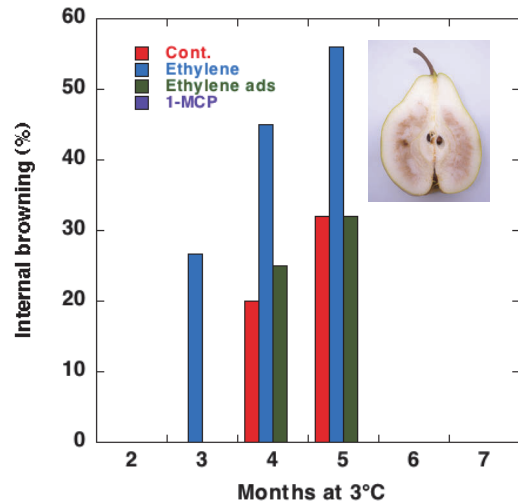 60
50
40
30
20
10
0
Internal browning (%)
Cont.
Ethylene
Ethylene ads
1-MCP
2 3 4 5 6 7
Months at 3°C